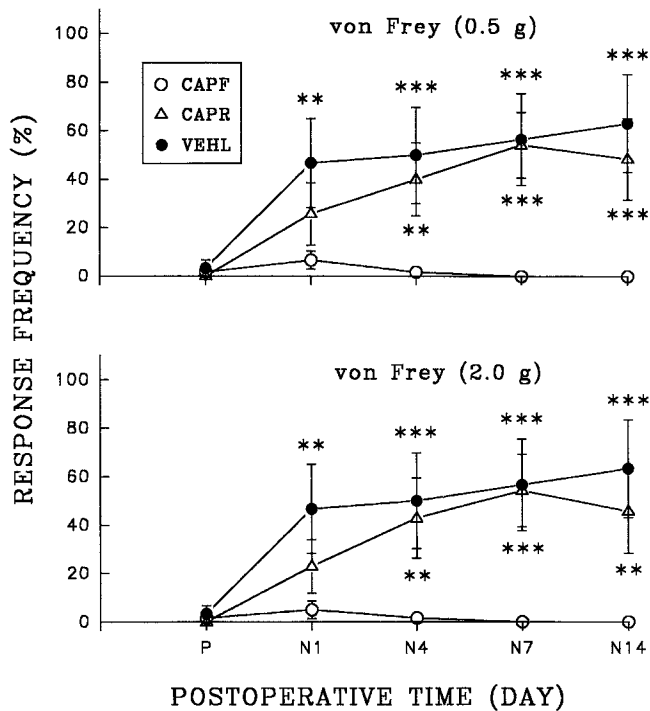 RESPONSE FREQUENCY (%)
von Frey (0.5 g)
100
80
60
40
20
0
CAPF
CAPR
VEHL
**
***
***
***
**
***
***
von Frey (2.0 g)
100
80
60
40
20
0
**
***
***
***
**
***
**
P
N1
N4
N7
N14
POSTOPERATIVE TIME (DAY)